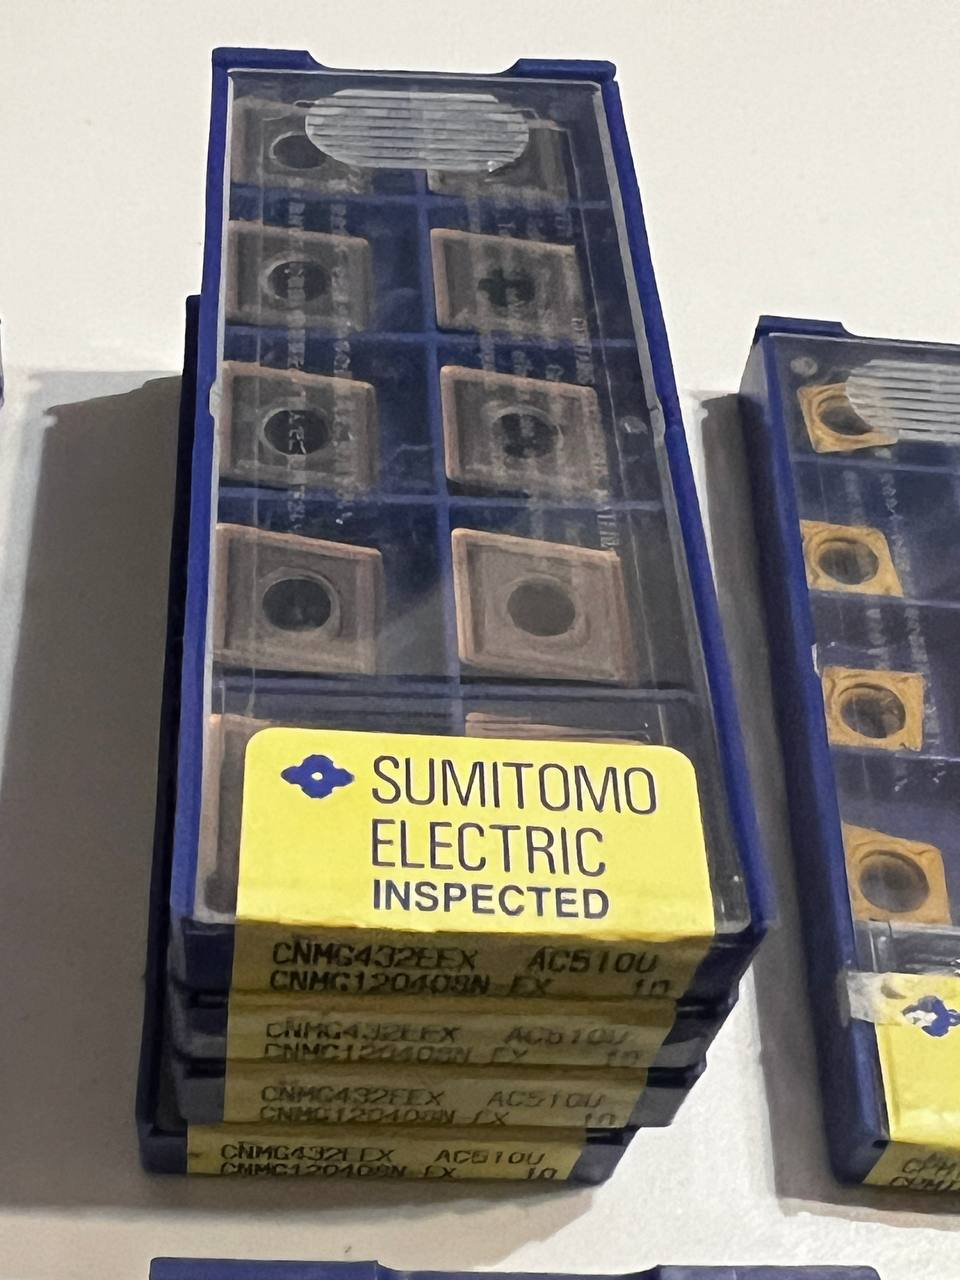 SUMITOMO
ELECTRIC
INSPECTED
CNMG432EEX AC510U
CNMG120408N-EX 10
CNMG432EEX AC510U
CNMG120408N-EX 10
CNMG432EEX AC510U
CNMG120408N-EX 10
CNMG432EEX AC510U
CNMG120408N-EX 10